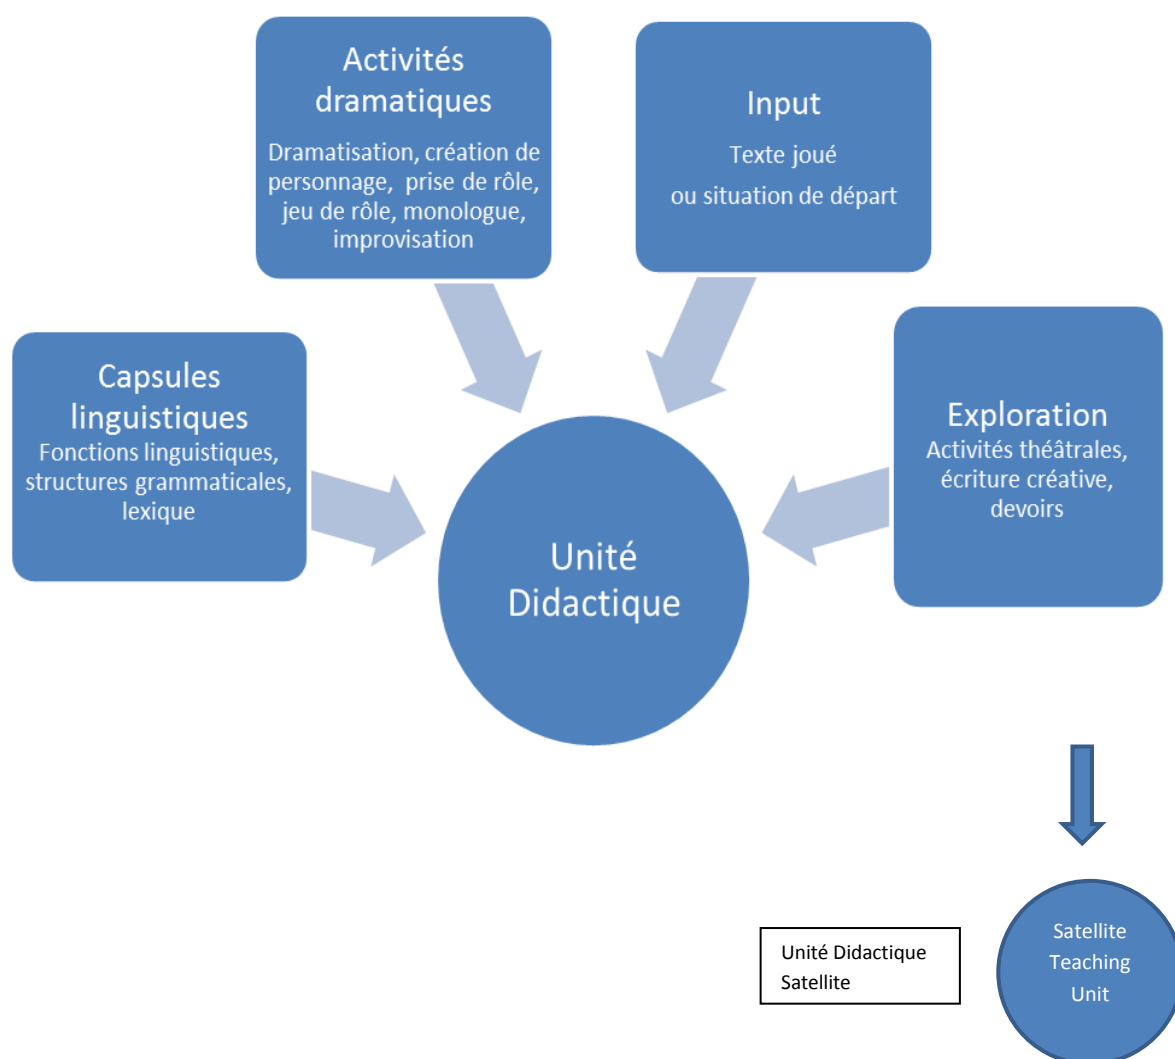 Activités
dramatiques
Dramatisation, création de
personnage, prise de rôle,
jeu de rôle, monologue,
improvisation
Input
Texte joué
ou situation de départ
Capsules
linguistiques
Fonctions linguistiques,
structures grammaticales,
lexique
Exploration
Activités théâtrales,
écriture créative,
devoirs
Unité
Didactique
Unité Didactique
Satellite
Satellite
Teaching
Unit